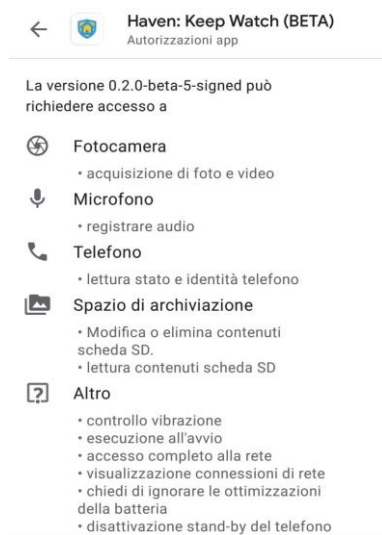 Haven: Keep Watch (BETA)
Autorizzazioni app
La versione 0.2.0-beta-5-signed può
richiedere accesso a
Fotocamera
• acquisizione di foto e video
Microfono
• registrare audio
Telefono
• lettura stato e identità telefono
Spazio di archiviazione
• Modifica o elimina contenuti
scheda SD.
• lettura contenuti scheda SD
Altro
• controllo vibrazione
• esecuzione all'avvio
• accesso completo alla rete
• visualizzazione connessioni di rete
• chiedi di ignorare le ottimizzazioni
della batteria
• disattivazione stand-by del telefono